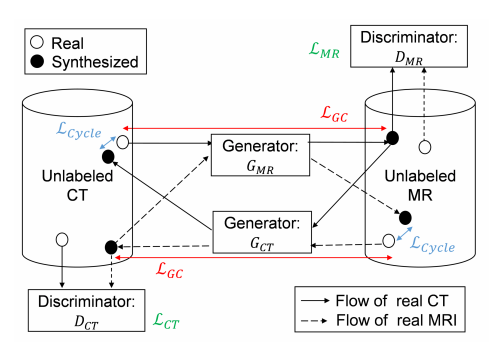 Real
Synthesized
ℒ_MR
Discriminator:
D_MR
ℒ_Cycle
ℒ_GC
Unlabeled
CT
Generator:
G_MR
Unlabeled
MR
Generator:
G_CT
ℒ_Cycle
ℒ_GC
Discriminator:
D_CT
ℒ_CT
Flow of real CT
Flow of real MRI